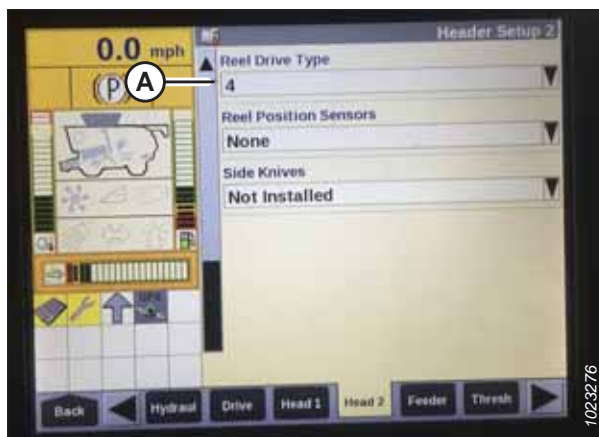 0.0 mph
Header Setup 2
Reel Drive Type
(P)
A
4
Reel Position Sensors
None
Side Knives
Not Installed
GPS
Back
Hydraul
Drive
Head 1
Head 2
Feeder
Thresh
1023276